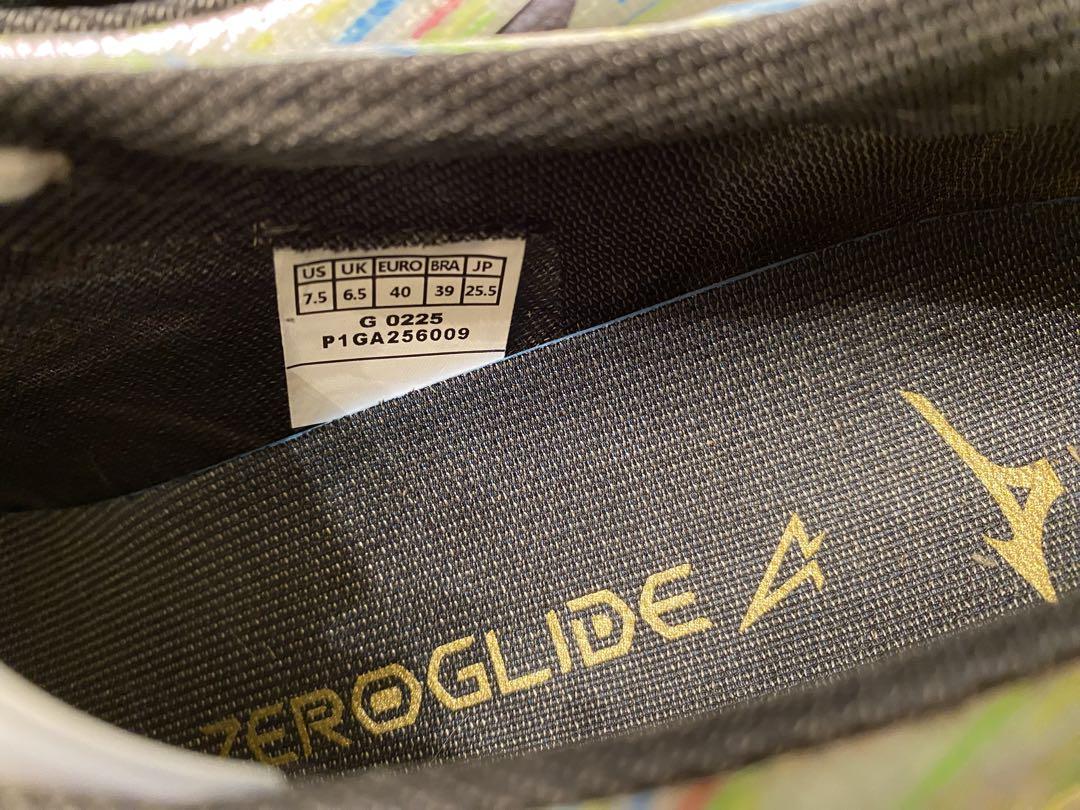 US UK EURO BRA JP
7.5 6.5 40 39 25.5
G 0225
P1GA256009
ZEROGLIDE